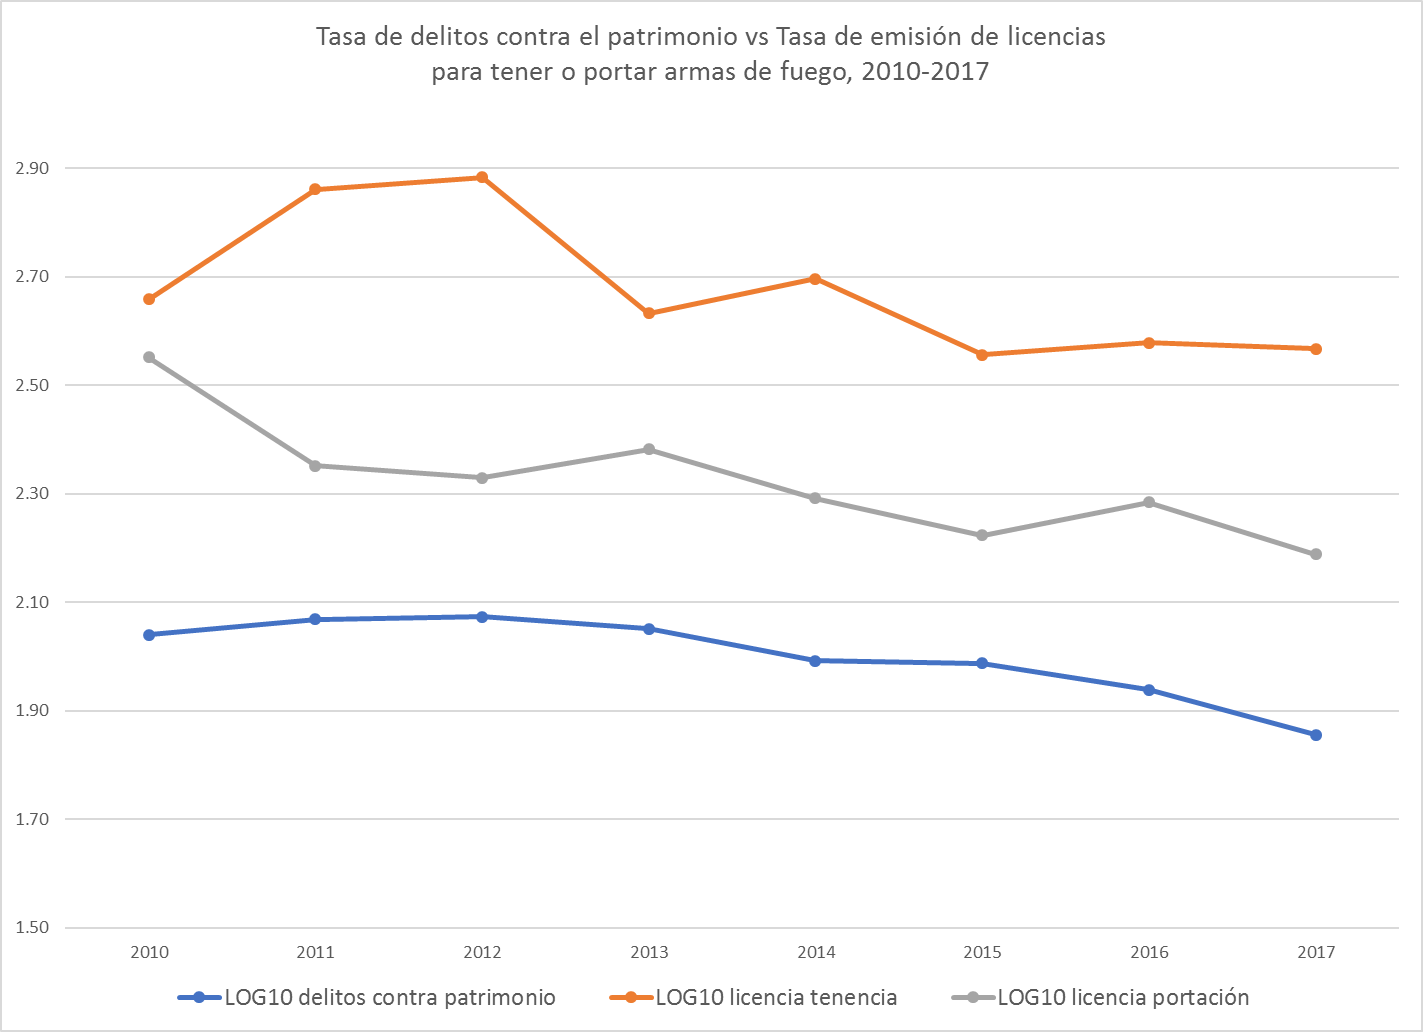 Tasa de delitos contra el patrimonio vs Tasa de emisión de licencias
para tener o portar armas de fuego, 2010-2017
2.90
2.70
2.50
2.30
2.10
1.90
1.70
1.50
2010 2011 2012 2013 2014 2015 2016 2017
LOG10 delitos contra patrimonio LOG10 licencia tenencia LOG10 licencia portación